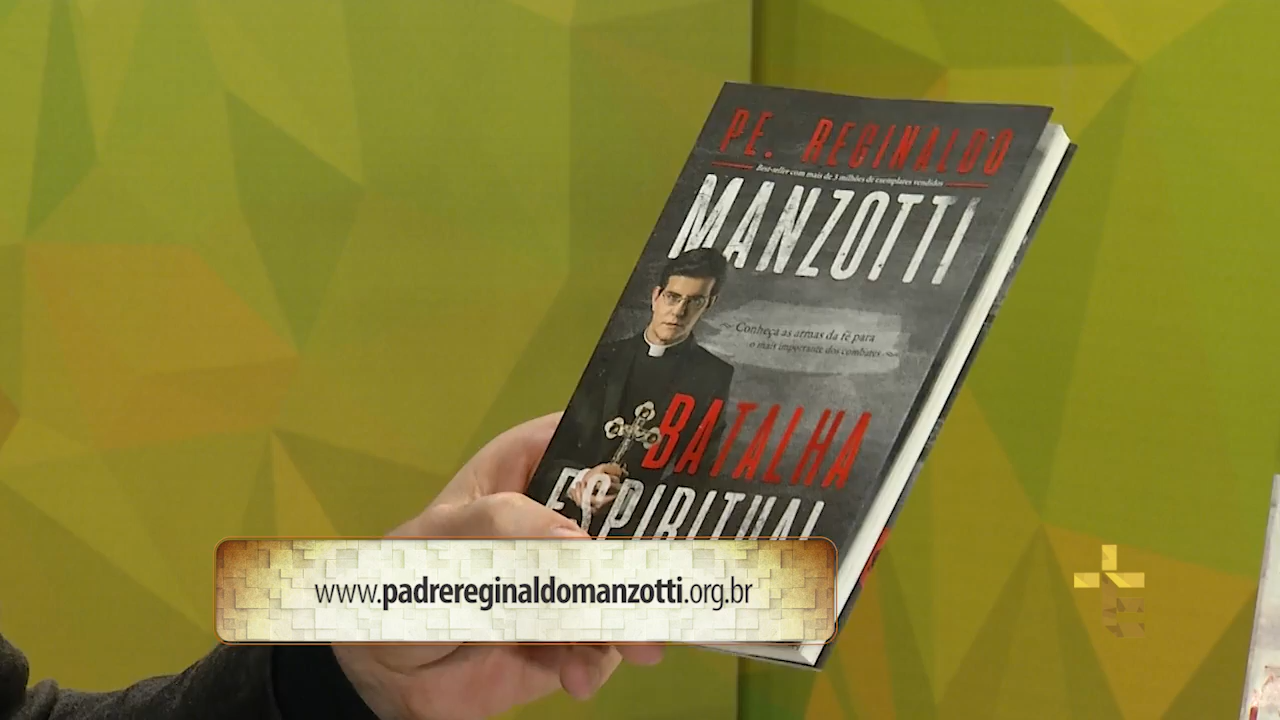 PE. REGINALDO
Best-seller com mais de 3 milhões de exemplares vendidos
MANZOTTI
Conheça as armas da fé para
o mais importante dos combates
BATALHA
ESPIRITUAL
www.padrereginaldomanzotti.org.br